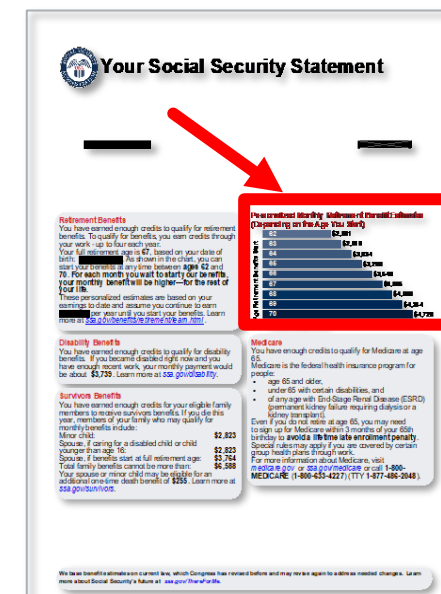 Your Social Security Statement
Retirement Benefits
You have earned enough credits to qualify for retirement
benefits. To qualify for benefits, you earn credits through
your work - up to four each year.
Your full retirement age is 67, based on your date of
birth: As shown in the chart, you can
start your benefits at any time between ages 62 and
70. For each month you wait to start your benefits,
your monthly benefit will be higher—for the rest of
your life.
These personalized estimates are based on your
earnings to date and assume you continue to earn
per year until you start your benefits. Learn
more at ssa.gov/benefits/retirement/learn.html .
Disability Benefits
You have earned enough credits to qualify for disability
benefits. If you became disabled right now and you
have enough recent work, your monthly payment would
be about $3,739. Learn more at ssa.gov/disability.
Survivors Benefits
You have earned enough credits for your eligible family
members to receive survivors benefits. If you die this
year, members of your family who may qualify for
monthly benefits include:
Minor child: $2,823
Spouse, if caring for a disabled child or child
younger than age 16: $2,823
Spouse, if benefits start at full retirement age: $3,764
Total family benefits cannot be more than: $6,588
Your spouse or minor child may be eligible for an
additional one-time death benefit of $255. Learn more at
ssa.gov/survivors.
Personalized Monthly Retirement Benefit Estimates
(Depending on the Age You Start)
62
63
64
65
66
67
68
69
70
Medicare
You have enough credits to qualify for Medicare at age
65.
Medicare is the federal health insurance program for
people:
• age 65 and older,
• under 65 with certain disabilities, and
• of any age with End-Stage Renal Disease (ESRD)
(permanent kidney failure requiring dialysis or a
kidney transplant).
Even if you do not retire at age 65, you may need
to sign up for Medicare within 3 months of your 65th
birthday to avoid a lifetime late enrollment penalty.
Special rules may apply if you are covered by certain
group health plans through work.
For more information about Medicare, visit
medicare.gov or ssa.gov/medicare or call 1-800-
MEDICARE (1-800-633-4227) (TTY 1-877-486-2048).
We base benefit estimates on current law, which Congress has revised before and may revise again to address needed changes. Learn
more about Social Security's future at ssa.gov/ThereForMe.